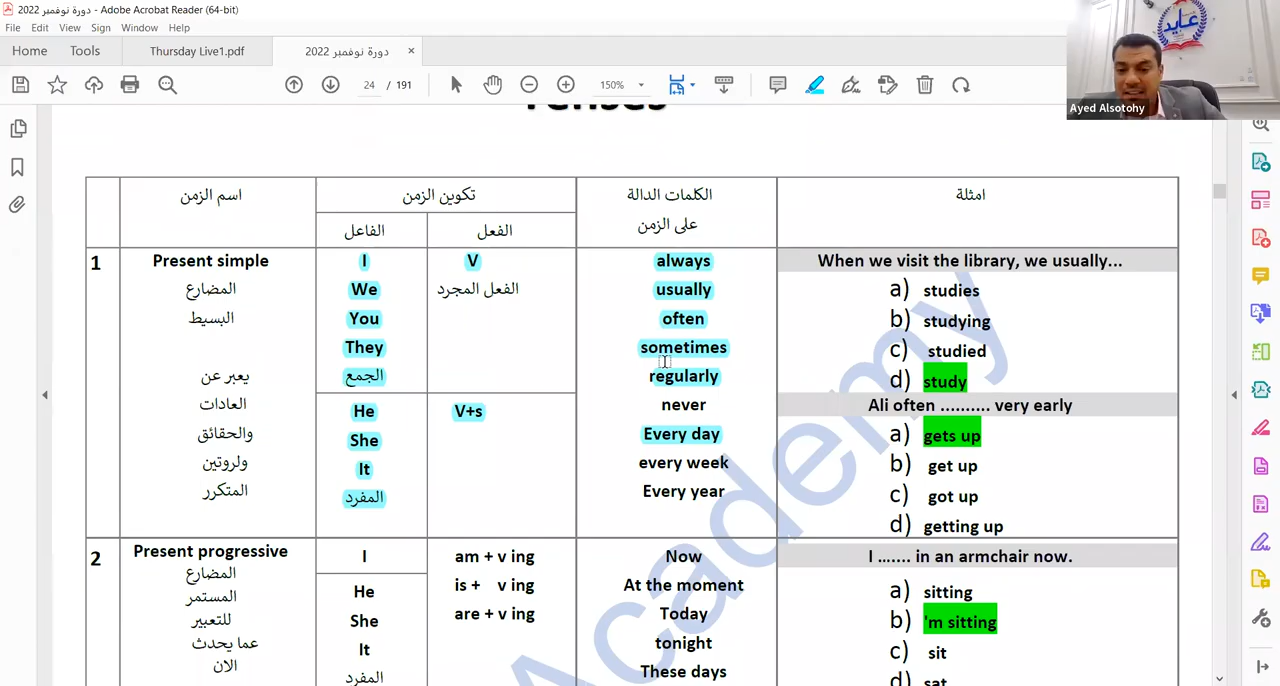 دورة نوفمبر 2022 - Adobe Acrobat Reader (64-bit)
File Edit View Sign Window Help
Home Tools Thursday Live1.pdf دورة نوفمبر 2022 ×
24 / 191 150%
عايد
Ayed Alsotohy
Tenses
اسم الزمن تكوين الزمن الكلمات الدالة امثلة
على الزمن
الفاعل الفعل
1 Present simple I V always When we visit the library, we usually...
المضارع We الفعل المجرد usually a) studies
البسيط You often b) studying
They sometimes c) studied
يعبر عن الجمع regularly d) study
العادات never Ali often .......... very early
والحقائق He V+s
She Every day a) gets up
ولروتين It every week b) get up
المتكرر المفرد Every year c) got up
d) getting up
2 Present progressive I am + v ing Now I ....... in an armchair now.
المضارع
المستمر He is + v ing At the moment a) sitting
للتعبير She are + v ing Today b) 'm sitting
عما يحدث It tonight c) sit
الان المفرد These days d) sat
Academy